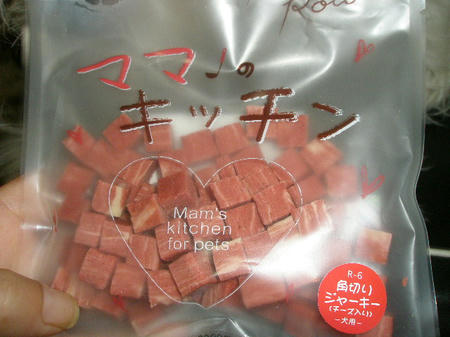 ママ♪の
キッチン
Mam's
kitchen
for pets
R-6
角切り
ジャーキー
(チーズ入り)
-犬用-